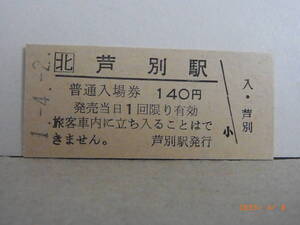 北 芦別駅
1.-4.-2.
普通入場券 140円
発売当日1回限り有効
旅客車内に立ち入ることはで
きません。 芦別駅発行
入・芦別
小